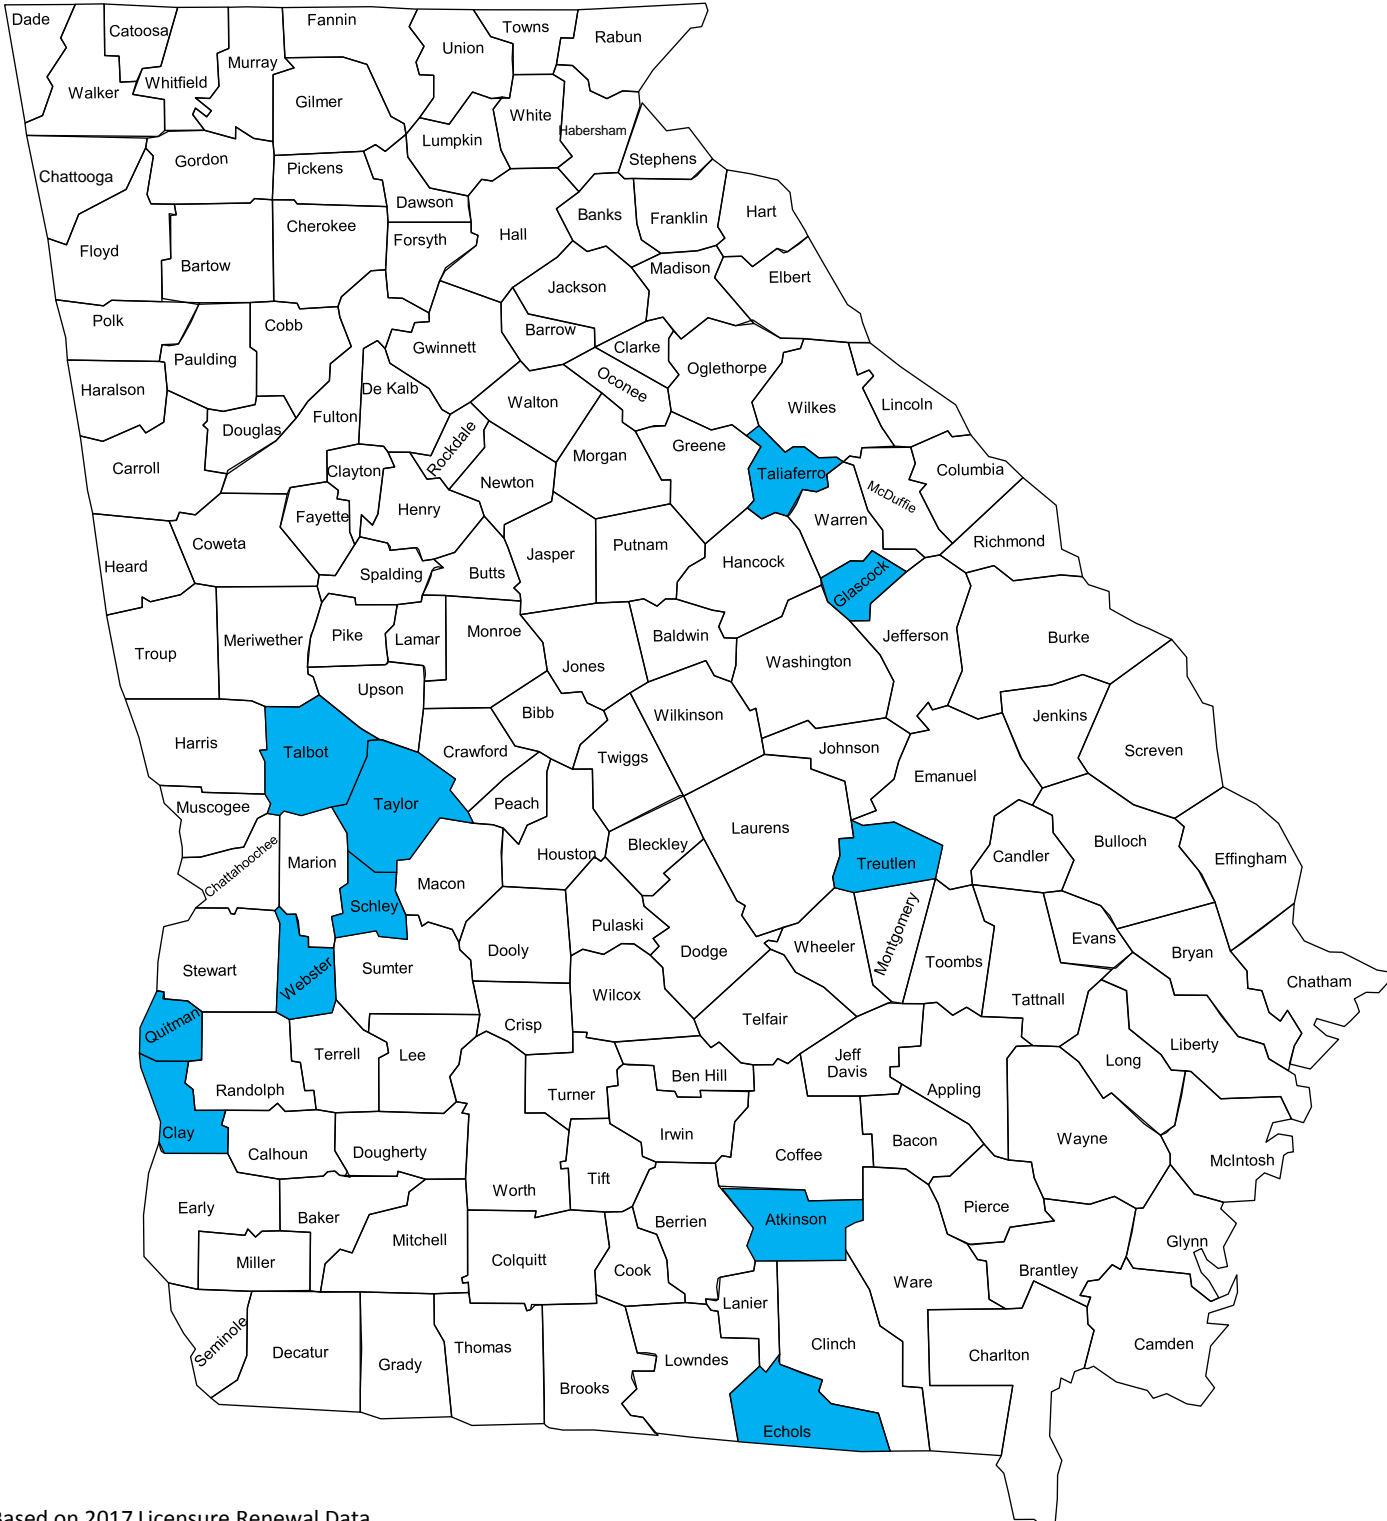 Dade
Catoosa
Fannin
Towns
Rabun
Union
Murray
Whitfield
Walker
Gilmer
White
Habersham
Lumpkin
Stephens
Gordon
Pickens
Chattooga
Dawson
Banks
Franklin
Hart
Cherokee
Forsyth
Hall
Floyd
Bartow
Madison
Elbert
Jackson
Polk
Cobb
Barrow
Gwinnett
Clarke
Paulding
Oglethorpe
Haralson
De Kalb
Oconee
Walton
Wilkes
Lincoln
Fulton
Douglas
Rockdale
Greene
Morgan
Carroll
Clayton
Taliaferro
Columbia
Newton
McDuffie
Henry
Fayette
Warren
Coweta
Putnam
Richmond
Jasper
Hancock
Heard
Spalding
Butts
Glascock
Pike
Lamar
Monroe
Baldwin
Jefferson
Burke
Meriwether
Troup
Jones
Washington
Upson
Bibb
Wilkinson
Jenkins
Harris
Talbot
Crawford
Twiggs
Johnson
Screven
Emanuel
Muscogee
Taylor
Peach
Laurens
Bleckley
Bulloch
Chattahoochee
Marion
Houston
Treutlen
Candler
Effingham
Macon
Schley
Pulaski
Montgomery
Evans
Dooly
Dodge
Wheeler
Bryan
Stewart
Webster
Sumter
Toombs
Chatham
Wilcox
Tattnall
Quitman
Crisp
Telfair
Terrell
Lee
Jeff
Davis
Long
Liberty
Randolph
Ben Hill
Turner
Appling
Clay
Irwin
Bacon
Wayne
Calhoun
Dougherty
Coffee
McIntosh
Tift
Worth
Early
Baker
Berrien
Atkinson
Pierce
Mitchell
Glynn
Miller
Colquitt
Cook
Ware
Brantley
Lanier
Seminole
Decatur
Grady
Thomas
Lowndes
Clinch
Charlton
Camden
Brooks
Echols
Based on 2017 Licensure Renewal Data